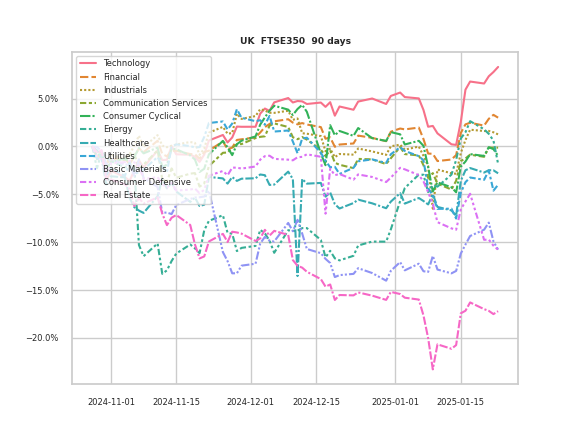 UK FTSE350 90 days
Technology
Financial
Industrials
Communication Services
Consumer Cyclical
Energy
Healthcare
Utilities
Basic Materials
Consumer Defensive
Real Estate
5.0%
0.0%
−5.0%
−10.0%
−15.0%
−20.0%
2024-11-01 2024-11-15 2024-12-01 2024-12-15 2025-01-01 2025-01-15